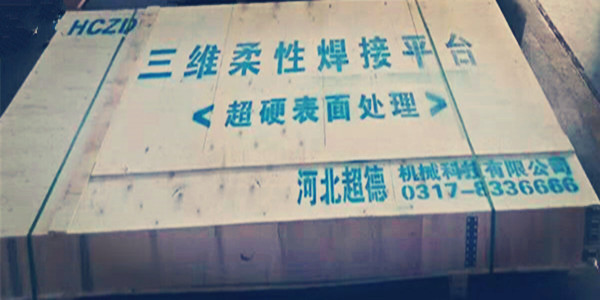 HCZD
三维柔性焊接平台
<超硬表面处理>
河北超德
机械科技有限公司
0317-8336666